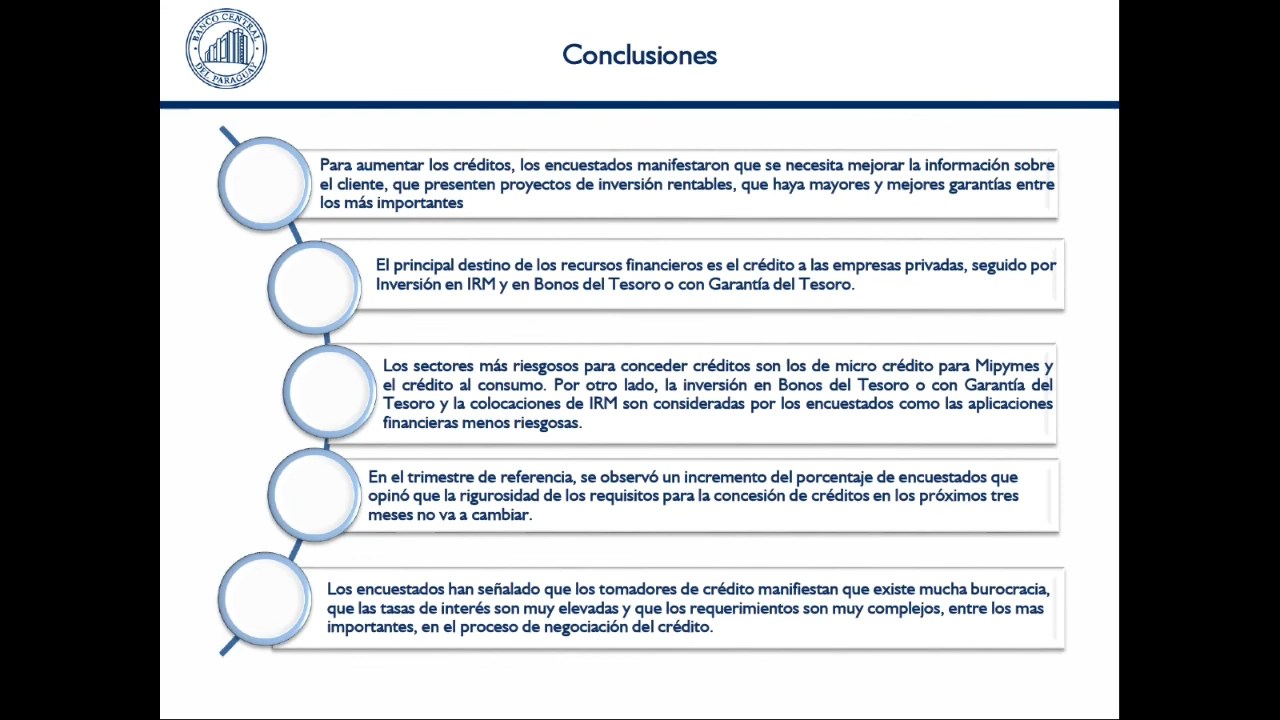 BANCO CENTRAL
DEL PARAGUAY
Conclusiones
Para aumentar los créditos, los encuestados manifestaron que se necesita mejorar la información sobre
el cliente, que presenten proyectos de inversión rentables, que haya mayores y mejores garantías entre
los más importantes
El principal destino de los recursos financieros es el crédito a las empresas privadas, seguido por
Inversión en IRM y en Bonos del Tesoro o con Garantía del Tesoro.
Los sectores más riesgosos para conceder créditos son los de micro crédito para Mipymes y
el crédito al consumo. Por otro lado, la inversión en Bonos del Tesoro o con Garantía del
Tesoro y la colocaciones de IRM son consideradas por los encuestados como las aplicaciones
financieras menos riesgosas.
En el trimestre de referencia, se observó un incremento del porcentaje de encuestados que
opinó que la rigurosidad de los requisitos para la concesión de créditos en los próximos tres
meses no va a cambiar.
Los encuestados han señalado que los tomadores de crédito manifiestan que existe mucha burocracia,
que las tasas de interés son muy elevadas y que los requerimientos son muy complejos, entre los mas
importantes, en el proceso de negociación del crédito.